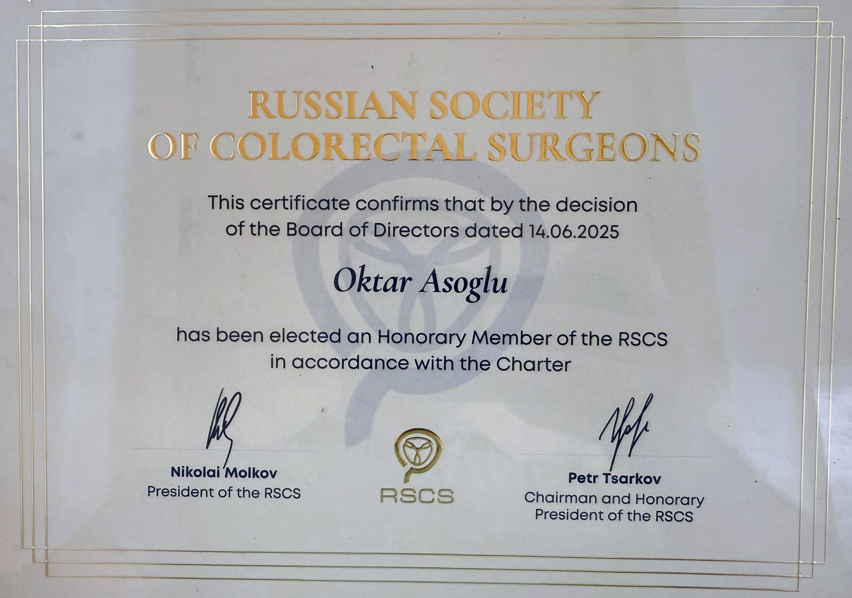 RUSSIAN SOCIETY
OF COLORECTAL SURGEONS
This certificate confirms that by the decision
of the Board of Directors dated 14.06.2025
Oktar Asoglu
has been elected an Honorary Member of the RSCS
in accordance with the Charter
Nikolai Molkov
President of the RSCS
RSCS
Petr Tsarkov
Chairman and Honorary
President of the RSCS